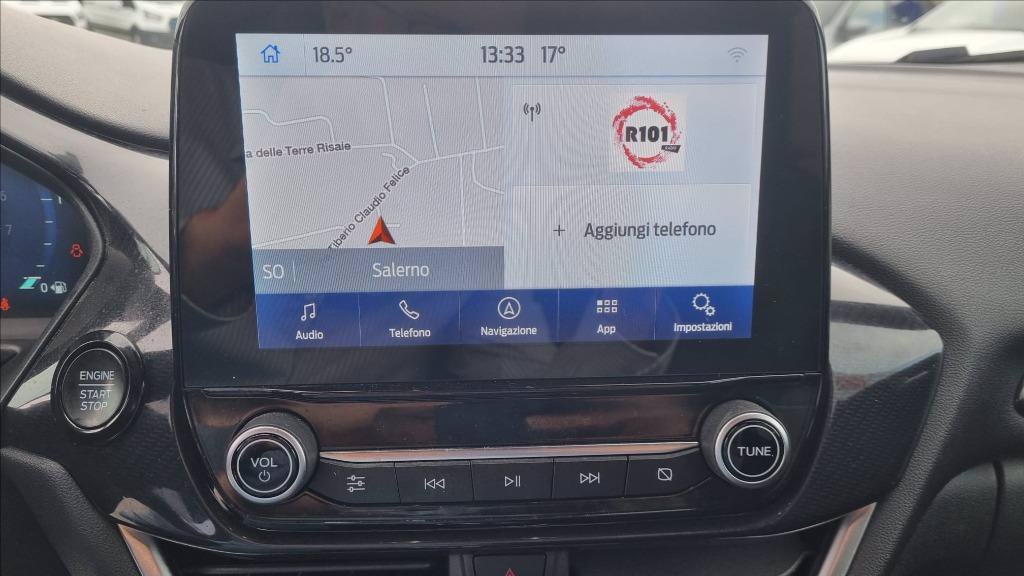 18.5° 13:33 17°
a delle Terre Risaie
Tiberio Claudio Felice
R101
SO Salerno
+ Aggiungi telefono
Audio Telefono Navigazione App Impostazioni
0
ENGINE
START
STOP
VOL
TUNE